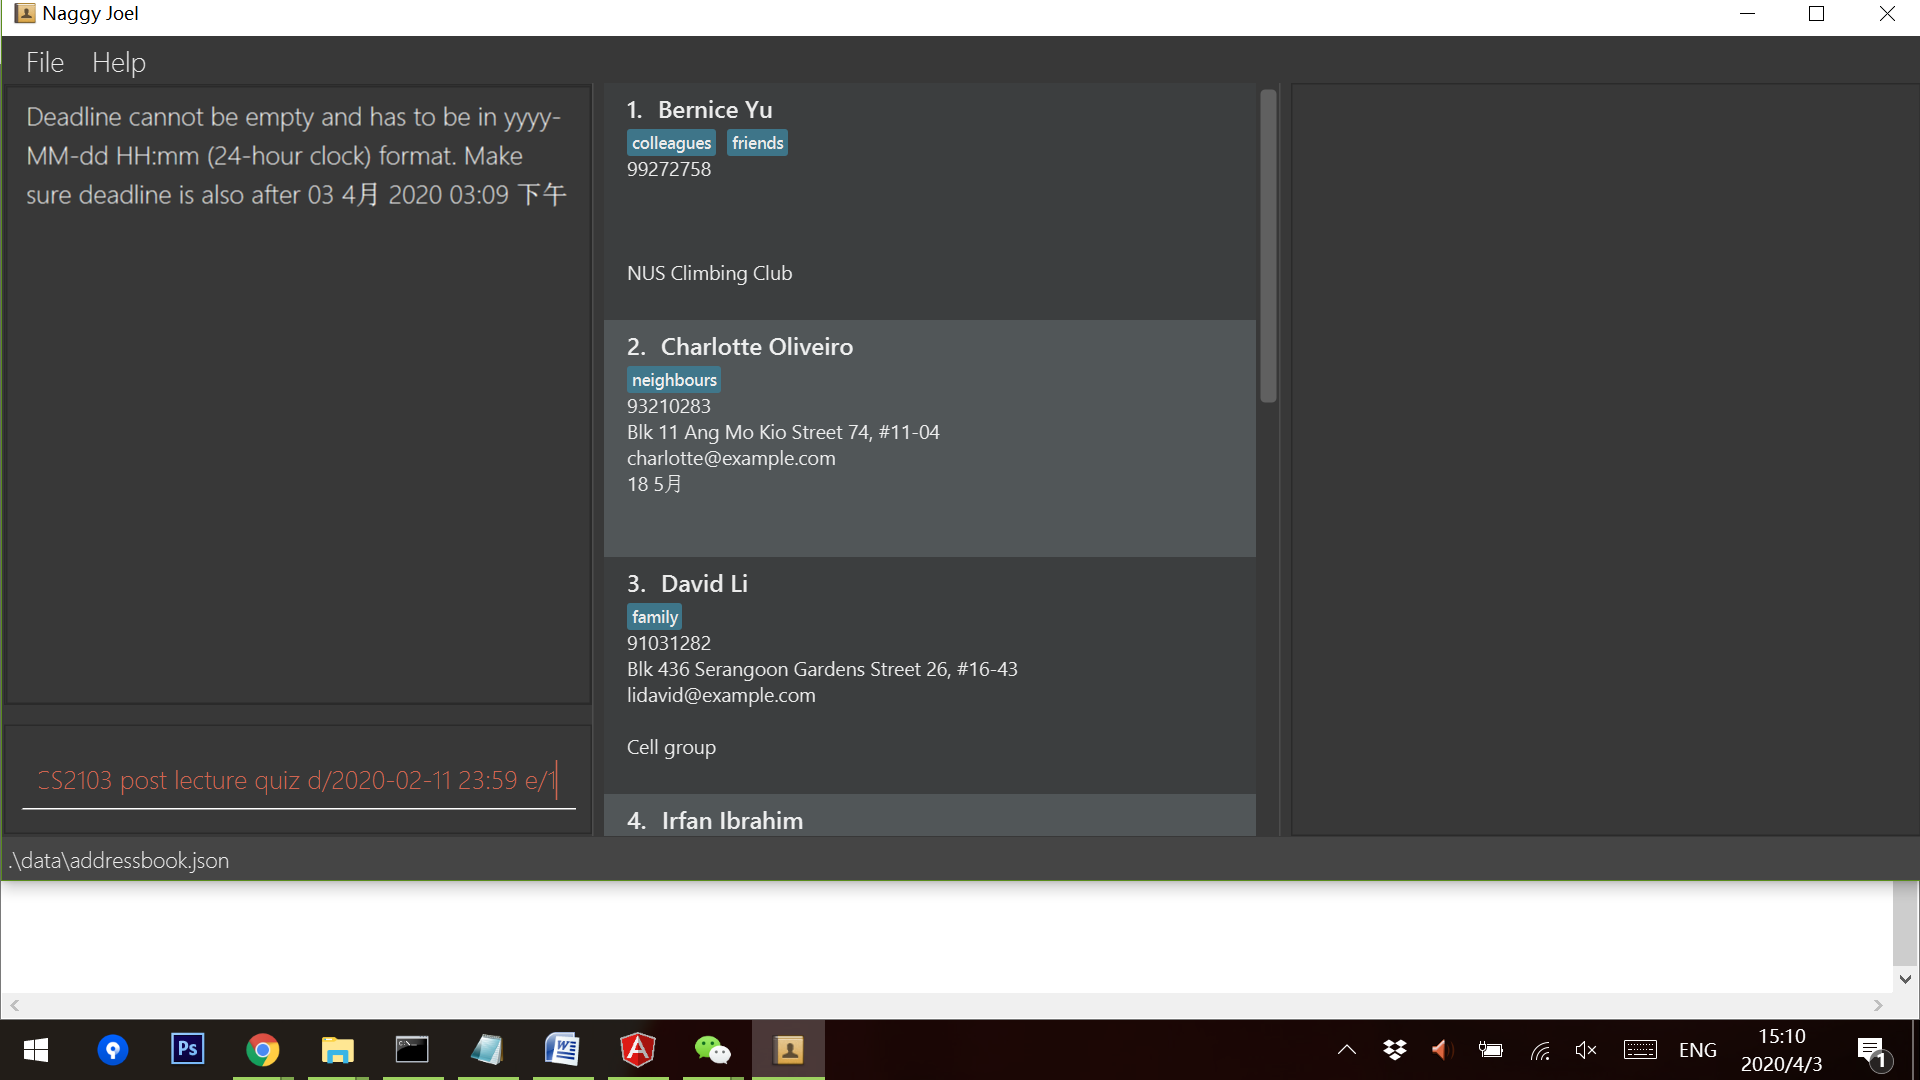 Naggy Joel
File Help
Deadline cannot be empty and has to be in yyyy-
MM-dd HH:mm (24-hour clock) format. Make
sure deadline is also after 03 4月 2020 03:09 下午
CS2103 post lecture quiz d/2020-02-11 23:59 e/1
1. Bernice Yu
colleagues friends
99272758
NUS Climbing Club
2. Charlotte Oliveiro
neighbours
93210283
Blk 11 Ang Mo Kio Street 74, #11-04
charlotte@example.com
18 5月
3. David Li
family
91031282
Blk 436 Serangoon Gardens Street 26, #16-43
lidavid@example.com
Cell group
4. Irfan Ibrahim
.\data\addressbook.json
Ps
ENG
15:10
2020/4/3
1